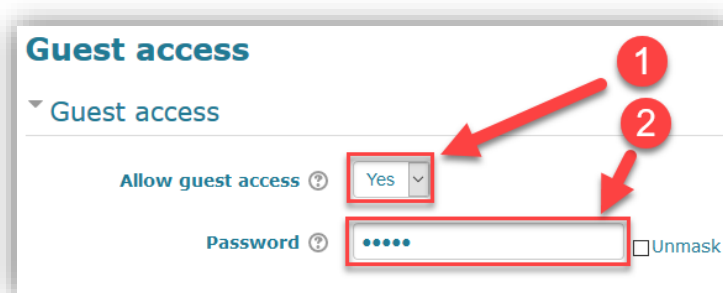 Guest access
1
Guest access
2
Allow guest access ? Yes
Password ? •••••
Unmask